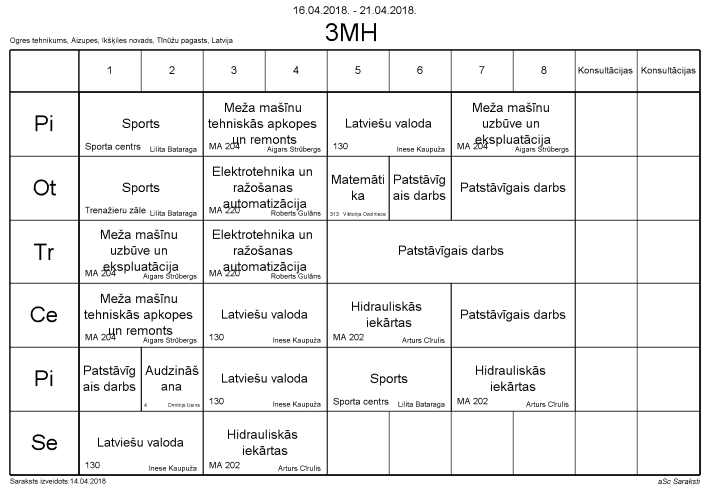 16.04.2018. - 21.04.2018.
3MH
Ogres tehnikums, Aizupes, Ikšķiles novads, Tīnūžu pagasts, Latvija
1 2 3 4 5 6 7 8 Konsultācijas Konsultācijas
Pi
Sports
Sporta centrs Lilita Bataraga
Meža mašīnu
tehniskās apkopes
un remonts
MA 204 Aigars Strūbergs
Latviešu valoda
130 Inese Kaupuža
Meža mašīnu
uzbūve un
ekspluatācija
MA 204 Aigars Strūbergs
Ot
Sports
Trenažieru zāle Lilita Bataraga
Elektrotehnika un
ražošanas
automatizācija
MA 220 Roberts Gulāns
Matemāti
ka
313 Viktorija Ozolniece
Patstāvīg
ais darbs
Patstāvīgais darbs
Tr
Meža mašīnu
uzbūve un
ekspluatācija
MA 204 Aigars Strūbergs
Elektrotehnika un
ražošanas
automatizācija
MA 220 Roberts Gulāns
Patstāvīgais darbs
Ce
Meža mašīnu
tehniskās apkopes
un remonts
MA 204 Aigars Strūbergs
Latviešu valoda
130 Inese Kaupuža
Hidrauliskās
iekārtas
MA 202 Arturs Cīrulis
Patstāvīgais darbs
Pi
Patstāvīg
ais darbs
Audzināš
ana
4
Latviešu valoda
130 Inese Kaupuža
Sports
Sporta centrs Lilita Bataraga
Hidrauliskās
iekārtas
MA 202 Arturs Cīrulis
Se
Latviešu valoda
130 Inese Kaupuža
Hidrauliskās
iekārtas
MA 202 Arturs Cīrulis
Saraksts izveidots:14.04.2018
aSc Saraksti